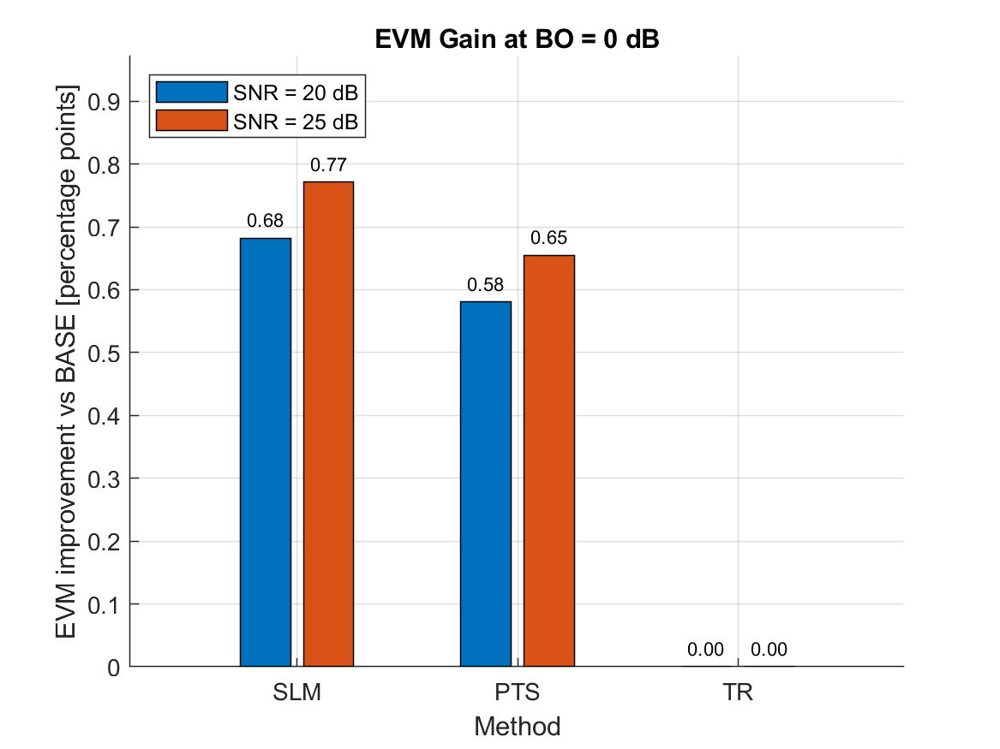 EVM Gain at BO = 0 dB
SNR = 20 dB
SNR = 25 dB
EVM improvement vs BASE [percentage points]
0.9
0.8
0.7
0.6
0.5
0.4
0.3
0.2
0.1
0
0.68
0.77
0.58
0.65
0.00
0.00
SLM
PTS
TR
Method